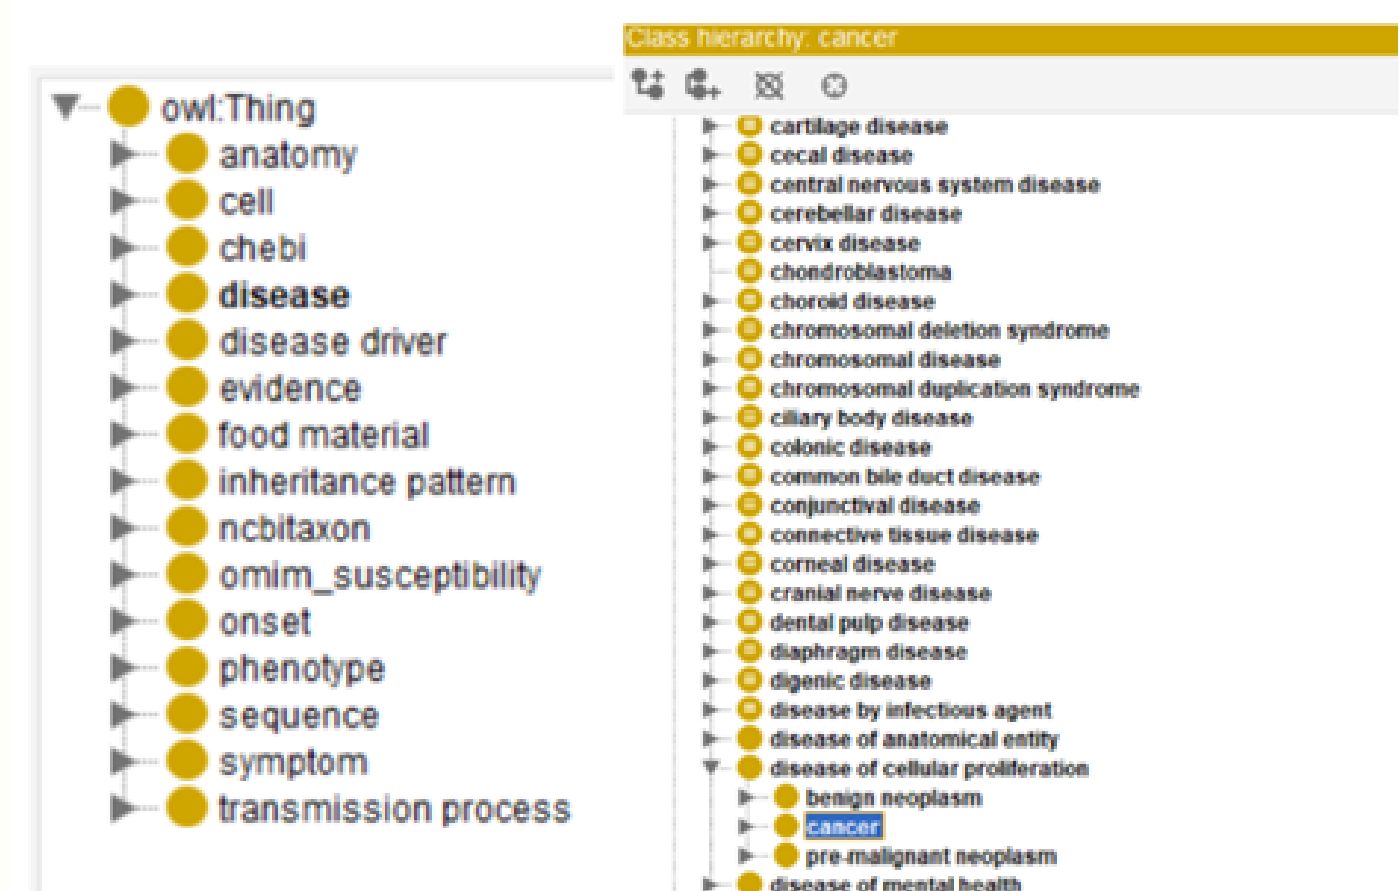 owl:Thing
anatomy
cell
chebi
disease
disease driver
evidence
food material
inheritance pattern
ncbitaxon
omim_susceptibility
onset
phenotype
sequence
symptom
transmission process
Class hierarchy: cancer
cartilage disease
cecal disease
central nervous system disease
cerebellar disease
cervix disease
chondroblastoma
choroid disease
chromosomal deletion syndrome
chromosomal disease
chromosomal duplication syndrome
ciliary body disease
colonic disease
common bile duct disease
conjunctival disease
connective tissue disease
corneal disease
cranial nerve disease
dental pulp disease
diaphragm disease
digenic disease
disease by infectious agent
disease of anatomical entity
disease of cellular proliferation
benign neoplasm
cancer
pre-malignant neoplasm
disease of mental health